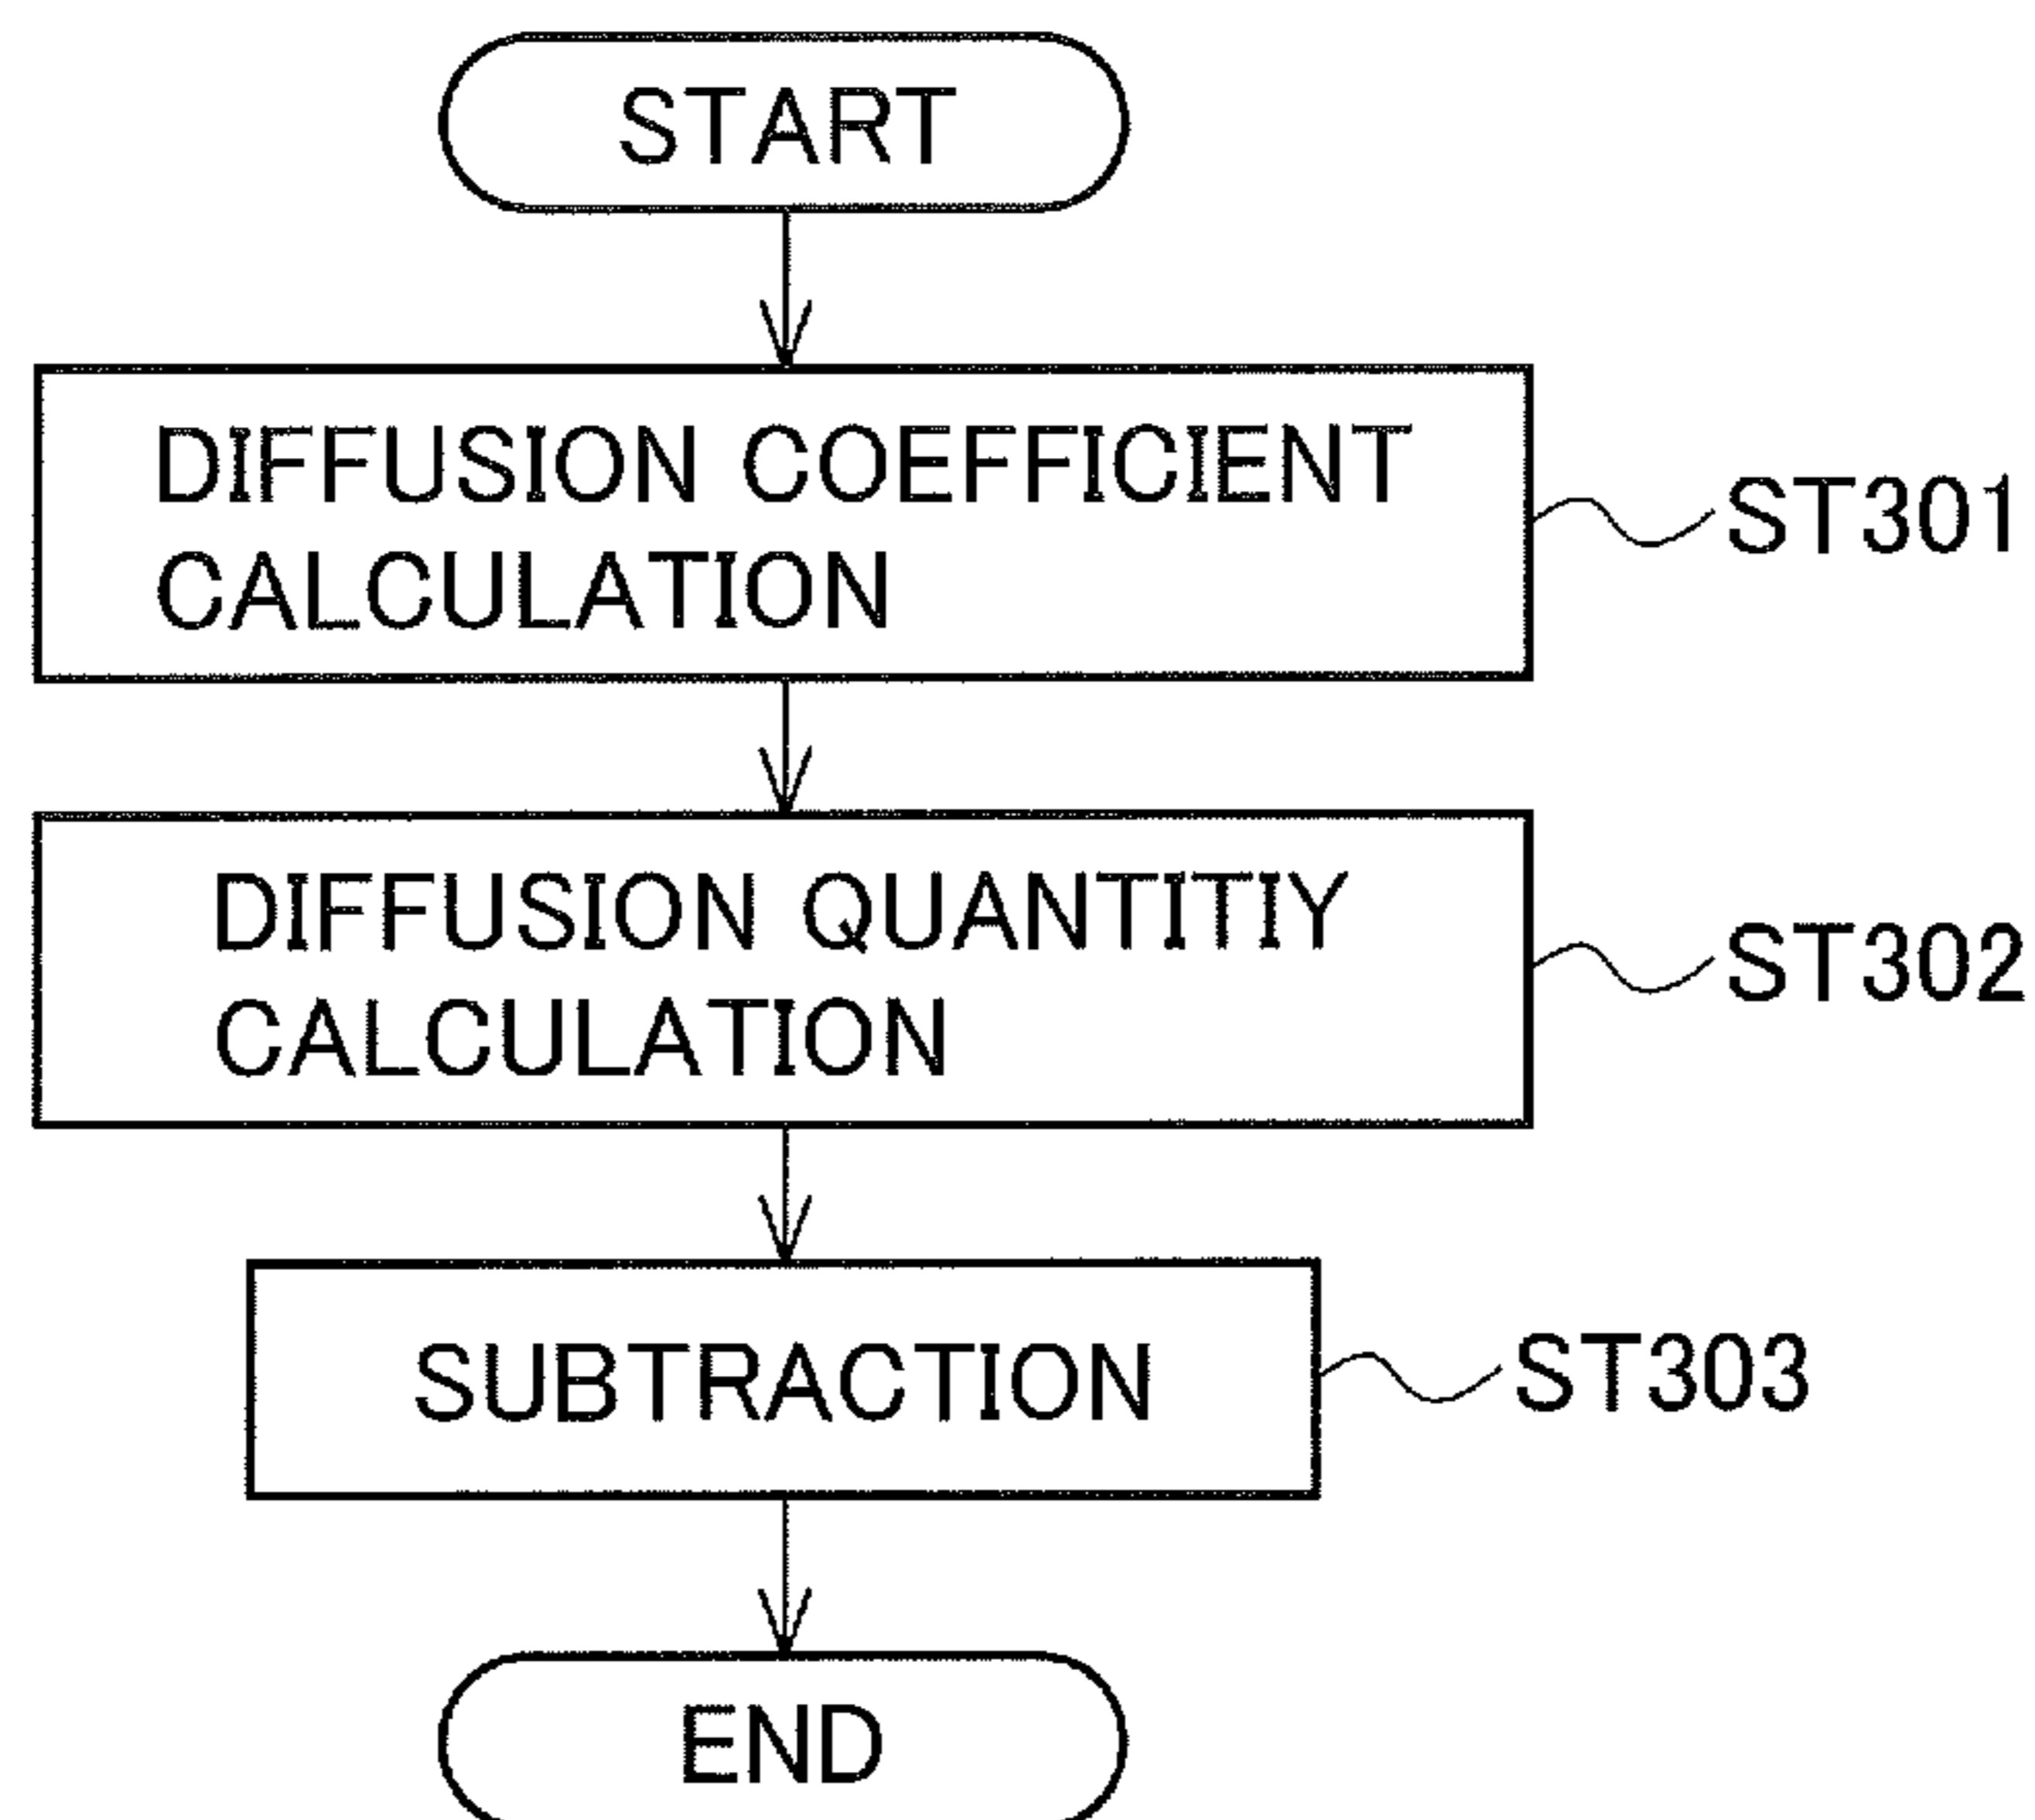 START
DIFFUSION COEFFICIENT
CALCULATION
ST301
DIFFUSION QUANTITIY
CALCULATION
ST302
SUBTRACTION
ST303
END